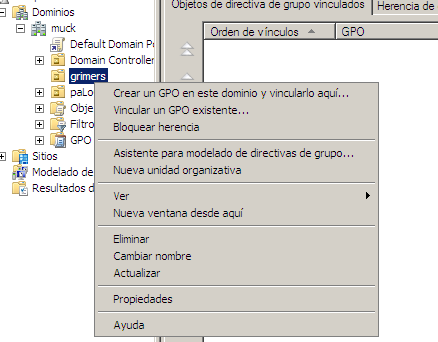 Dominios
muck
Default Domain Po
Domain Controller
grimers
paLo
Obje
Filtro
GPO
Sitios
Modelado de
Resultados d
Objetos de directiva de grupo vinculados
Herencia de
Orden de vínculos
GPO
Crear un GPO en este dominio y vincularlo aquí...
Vincular un GPO existente...
Bloquear herencia
Asistente para modelado de directivas de grupo...
Nueva unidad organizativa
Ver
Nueva ventana desde aquí
Eliminar
Cambiar nombre
Actualizar
Propiedades
Ayuda